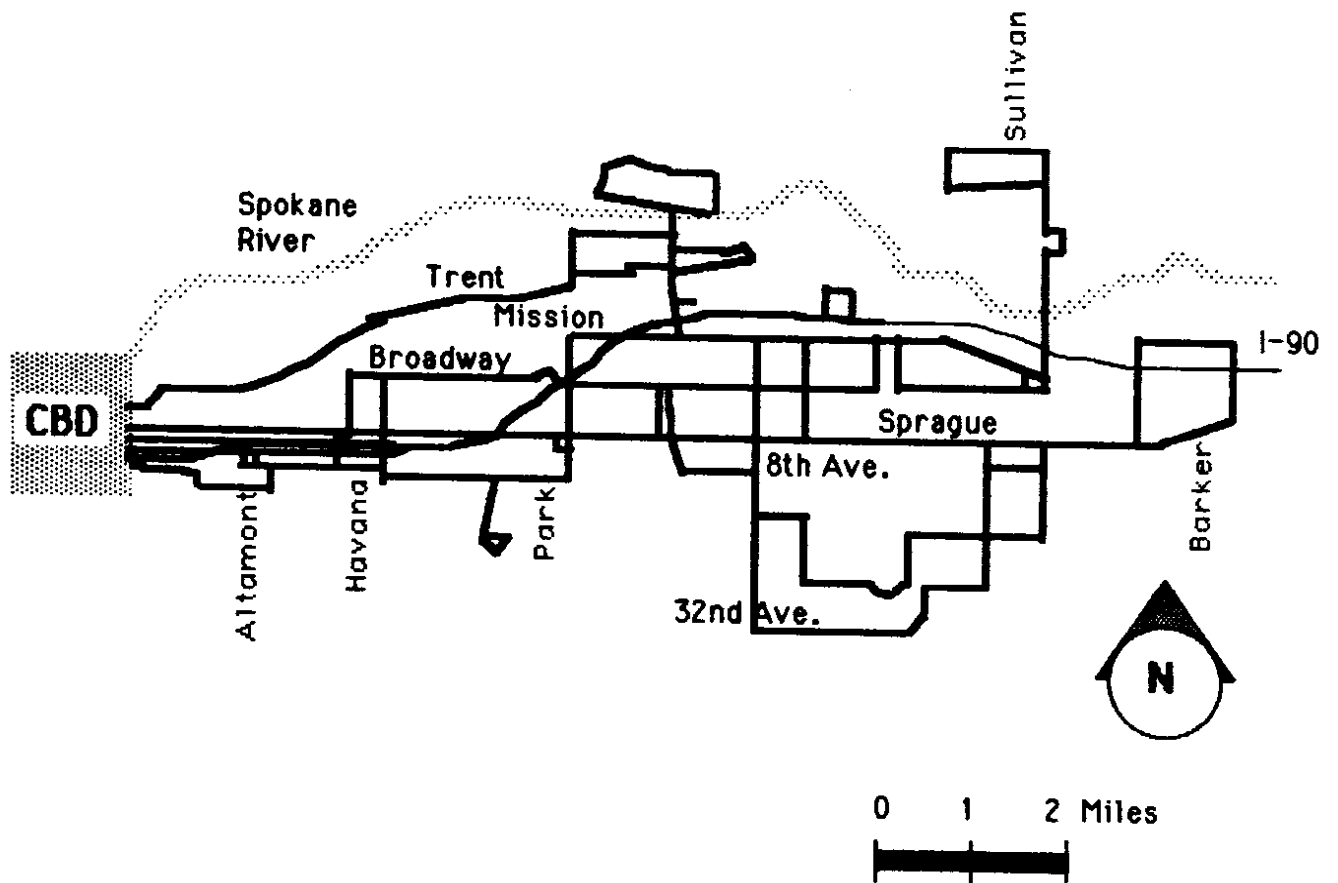 Sullivan
Spokane
River
Trent
Mission
I-90
Broadway
CBD
Sprague
8th Ave.
Altamont
Havana
Park
Barker
32nd Ave.
N
0 1 2 Miles